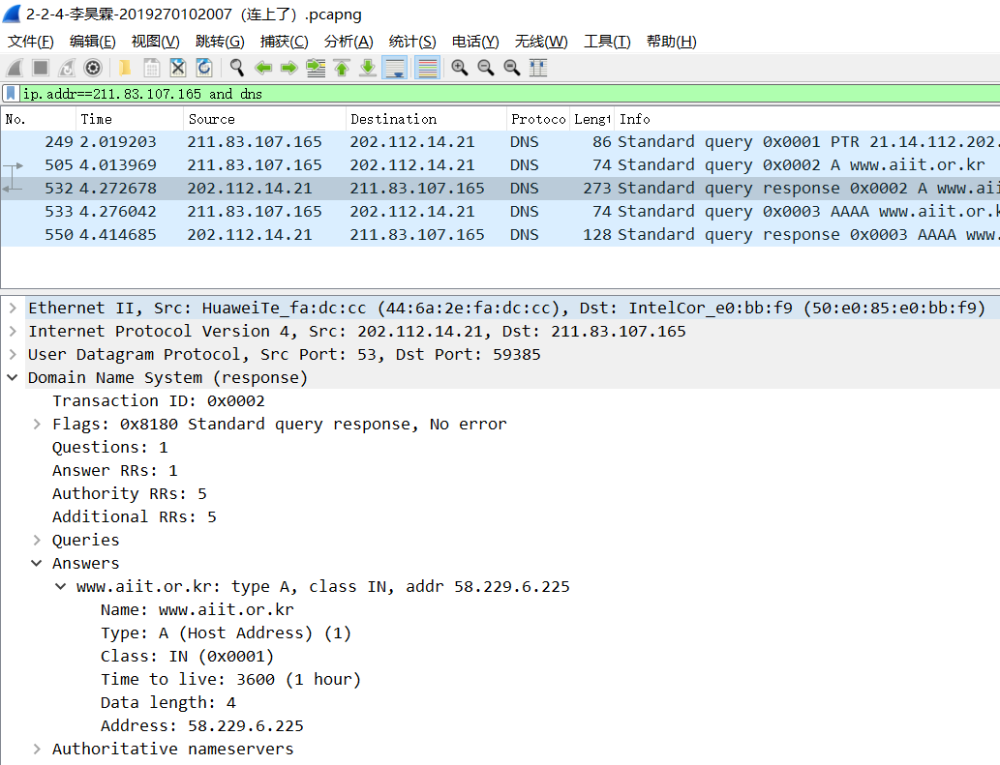 2-2-4-李昊霖-2019270102007（连上了）.pcapng
文件(F) 编辑(E) 视图(V) 跳转(G) 捕获(C) 分析(A) 统计(S) 电话(Y) 无线(W) 工具(T) 帮助(H)
ip.addr==211.83.107.165 and dns
No. Time Source Destination Protoco Lengt Info
249 2.019203 211.83.107.165 202.112.14.21 DNS 86 Standard query 0x0001 PTR 21.14.112.202.
505 4.013969 211.83.107.165 202.112.14.21 DNS 74 Standard query 0x0002 A www.aiit.or.kr
532 4.272678 202.112.14.21 211.83.107.165 DNS 273 Standard query response 0x0002 A www.aii
533 4.276042 211.83.107.165 202.112.14.21 DNS 74 Standard query 0x0003 AAAA www.aiit.or.k
550 4.414685 202.112.14.21 211.83.107.165 DNS 128 Standard query response 0x0003 AAAA www.
Ethernet II, Src: HuaweiTe_fa:dc:cc (44:6a:2e:fa:dc:cc), Dst: IntelCor_e0:bb:f9 (50:e0:85:e0:bb:f9)
Internet Protocol Version 4, Src: 202.112.14.21, Dst: 211.83.107.165
User Datagram Protocol, Src Port: 53, Dst Port: 59385
Domain Name System (response)
Transaction ID: 0x0002
Flags: 0x8180 Standard query response, No error
Questions: 1
Answer RRs: 1
Authority RRs: 5
Additional RRs: 5
Queries
Answers
www.aiit.or.kr: type A, class IN, addr 58.229.6.225
Name: www.aiit.or.kr
Type: A (Host Address) (1)
Class: IN (0x0001)
Time to live: 3600 (1 hour)
Data length: 4
Address: 58.229.6.225
Authoritative nameservers